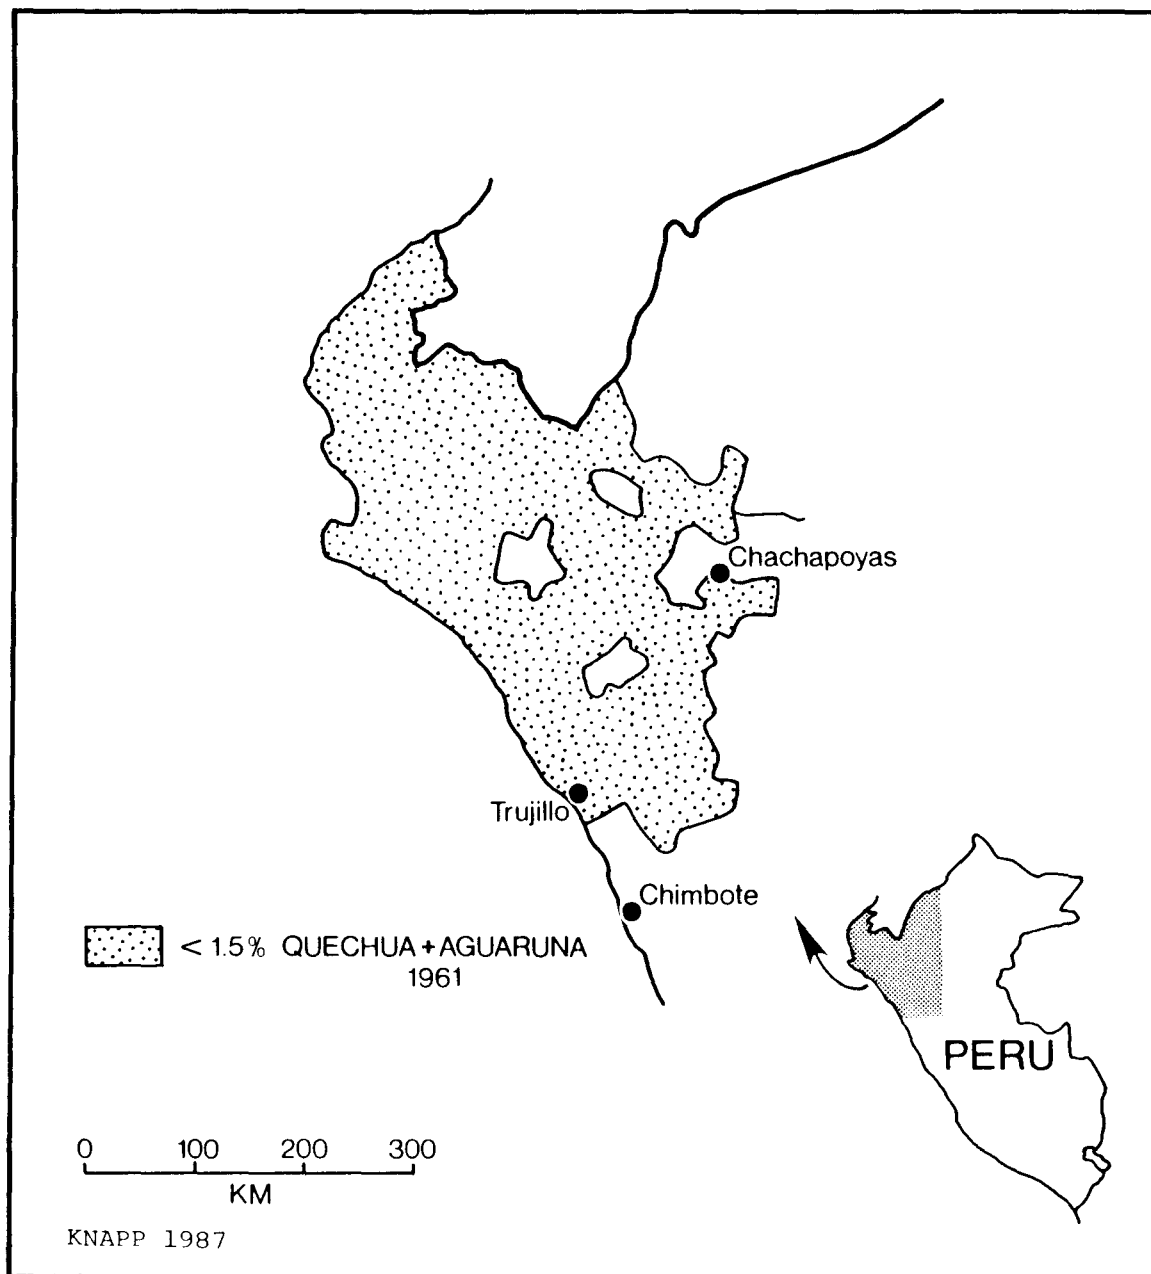 Chachapoyas
Trujillo
Chimbote
< 1.5% QUECHUA + AGUARUNA
1961
PERU
0 100 200 300
KM
KNAPP 1987